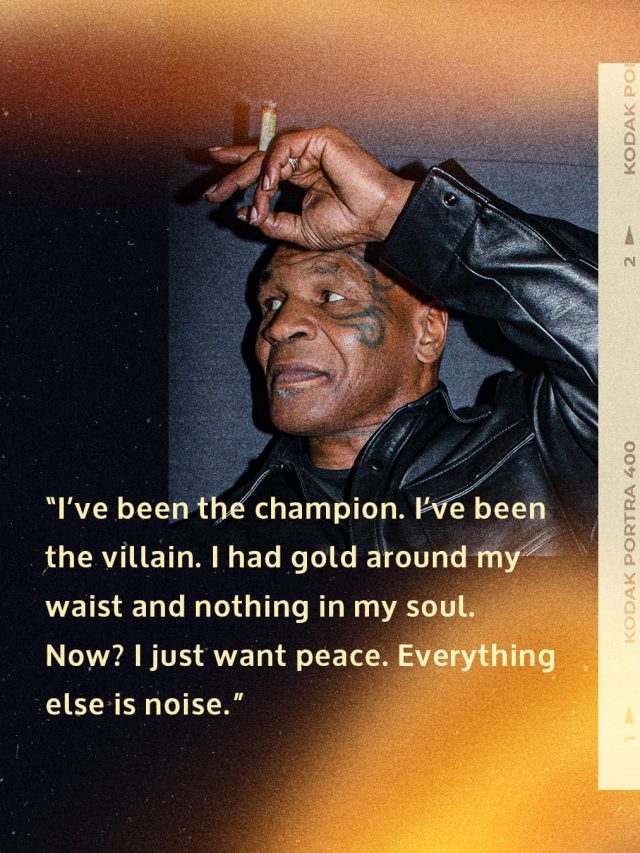 “I’ve been the champion. I’ve been
the villain. I had gold around my
waist and nothing in my soul.
Now? I just want peace. Everything
else is noise.”
KODAK POR
2
KODAK PORTRA 400
1